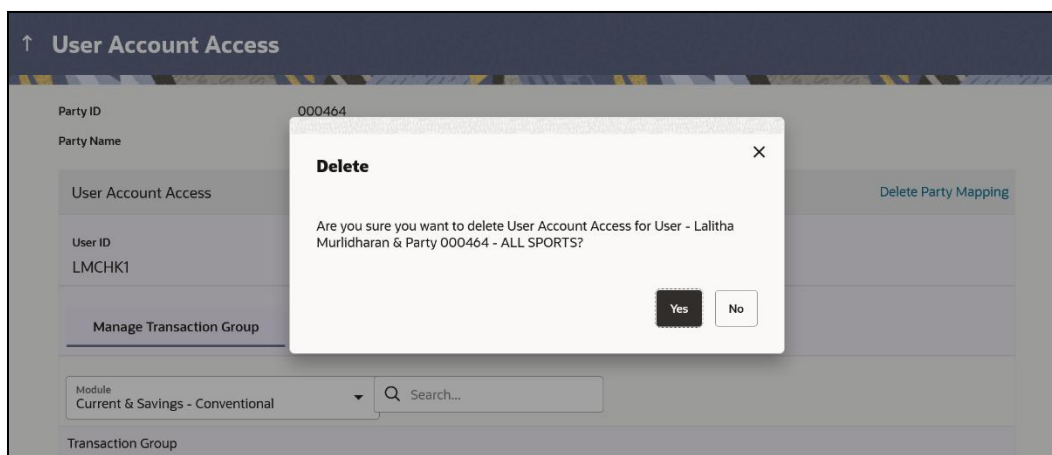 User Account Access
Party ID 000464
Party Name
Delete
Are you sure you want to delete User Account Access for User - Lalitha
Murlidharan & Party 000464 - ALL SPORTS?
Yes No
User Account Access Delete Party Mapping
User ID
LMCHK1
Manage Transaction Group
Module
Current & Savings - Conventional
Search...
Transaction Group